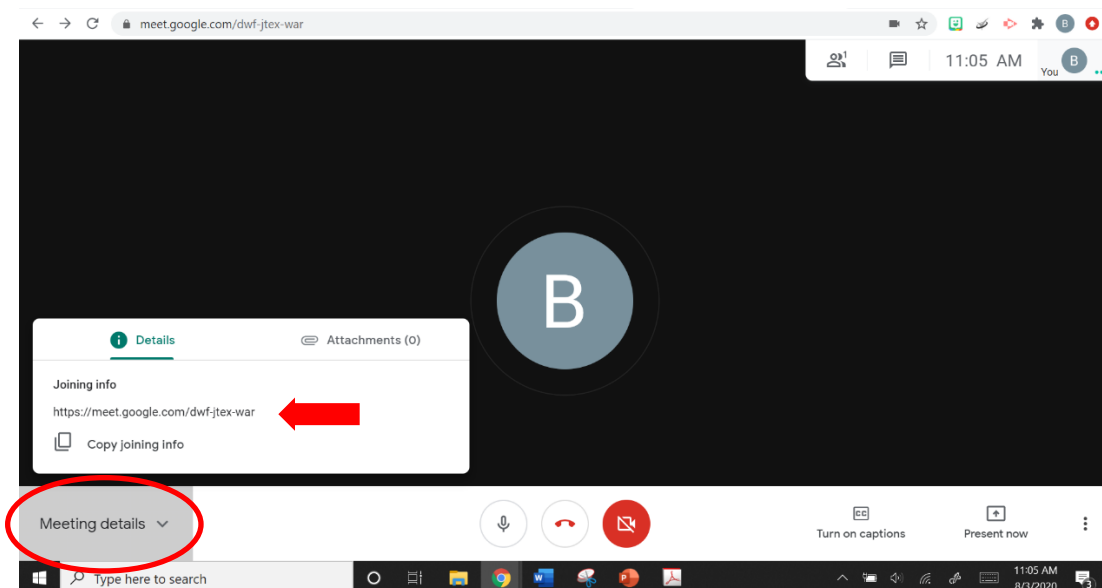 meet.google.com/dwf-jtex-war
B
1
11:05 AM
You
B
B
Details
Attachments (0)
Joining info
https://meet.google.com/dwf-jtex-war
Copy joining info
Meeting details
CC
Turn on captions
Present now
Type here to search
11:05 AM
8/3/2020
3